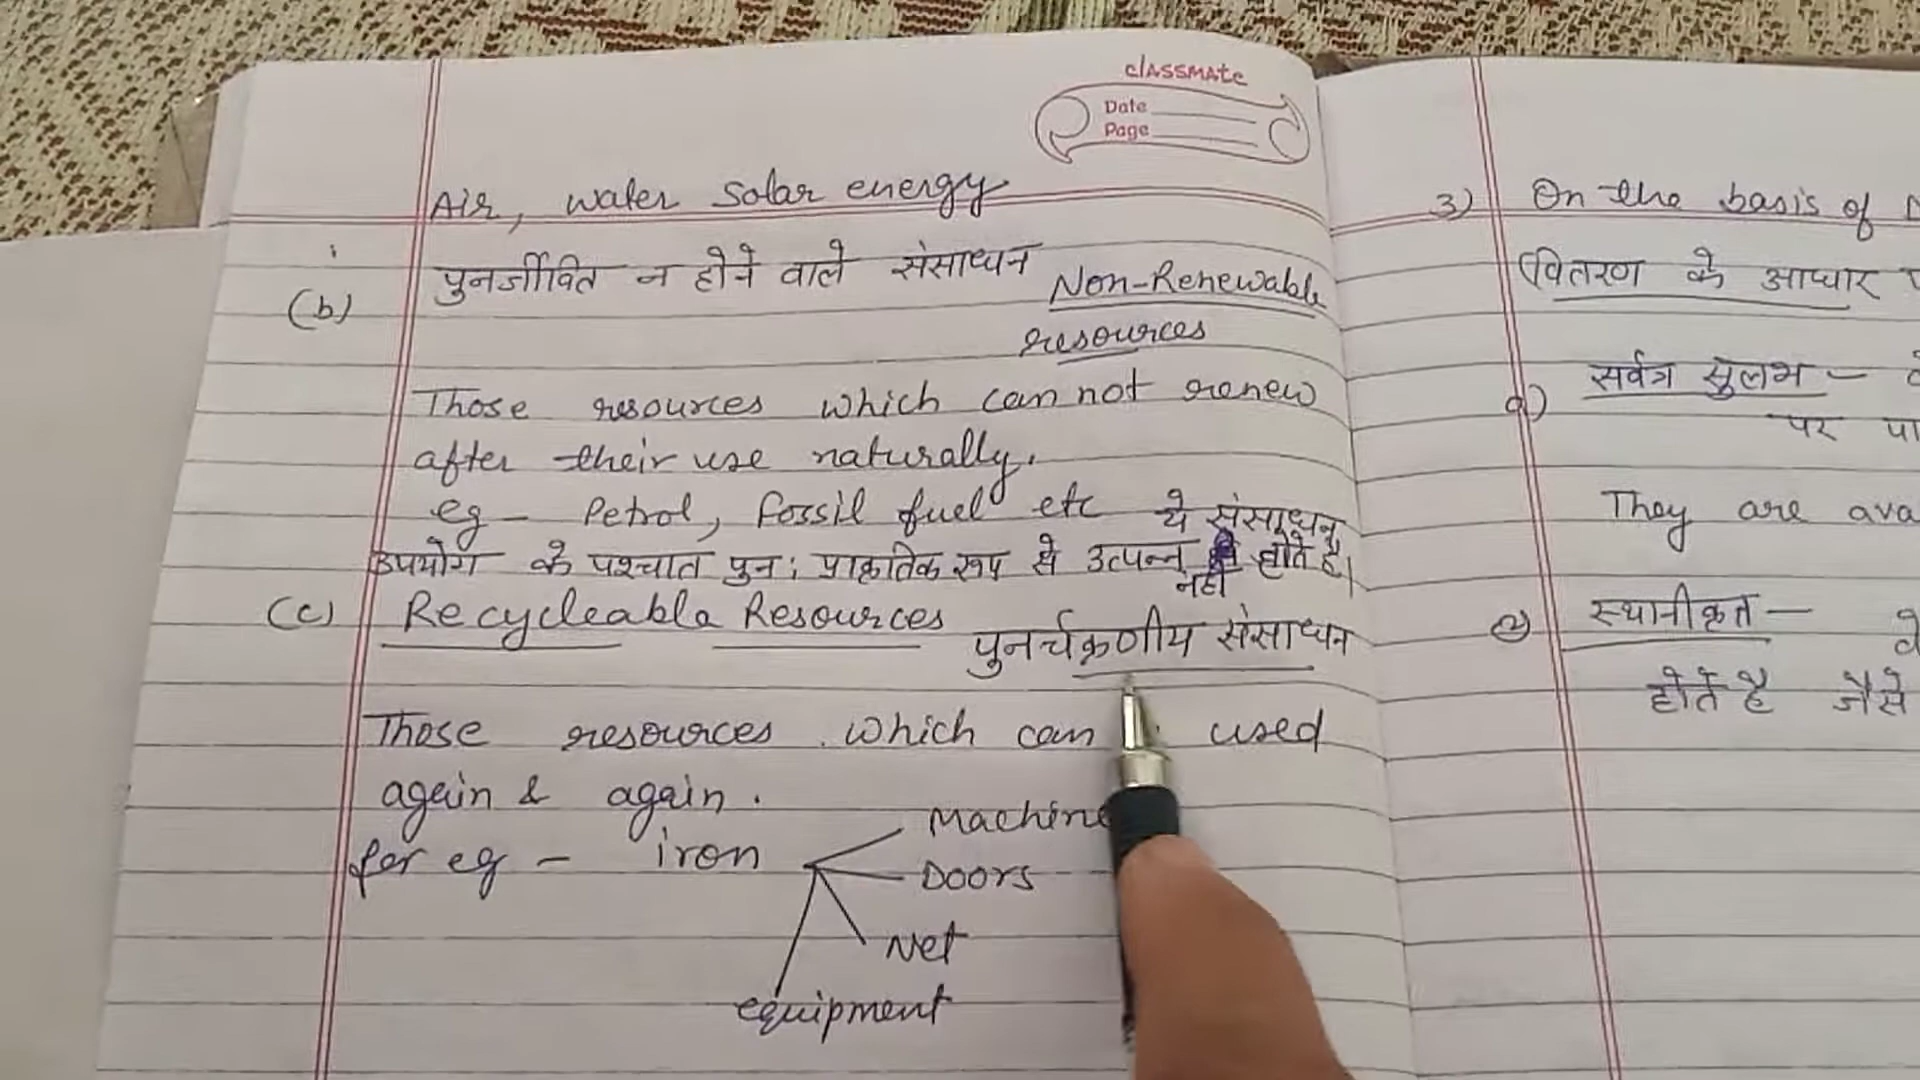 classmate
Date
Page
Air, water solar energy
(b) पुनर्जीवित न होने वाले संसाधन Non-Renewable
resources
Those resources which can not renew
after their use naturally.
eg - Petrol, fossil fuel etc ये संसाधन
उपयोग के पश्चात पुन: प्राकृतिक रूप से उत्पन्न नहीं होते है।
(c) Recycleable Resources पुनर्चक्रणीय संसाधन
Those resources which can used
again & again.
for eg - iron
Machine
Doors
Net
equipment
3) On the basis of
वितरण के आधार
a) सर्वत्र सुलभ -
पर
They are
स्थानीकृत -
होते है जैसे